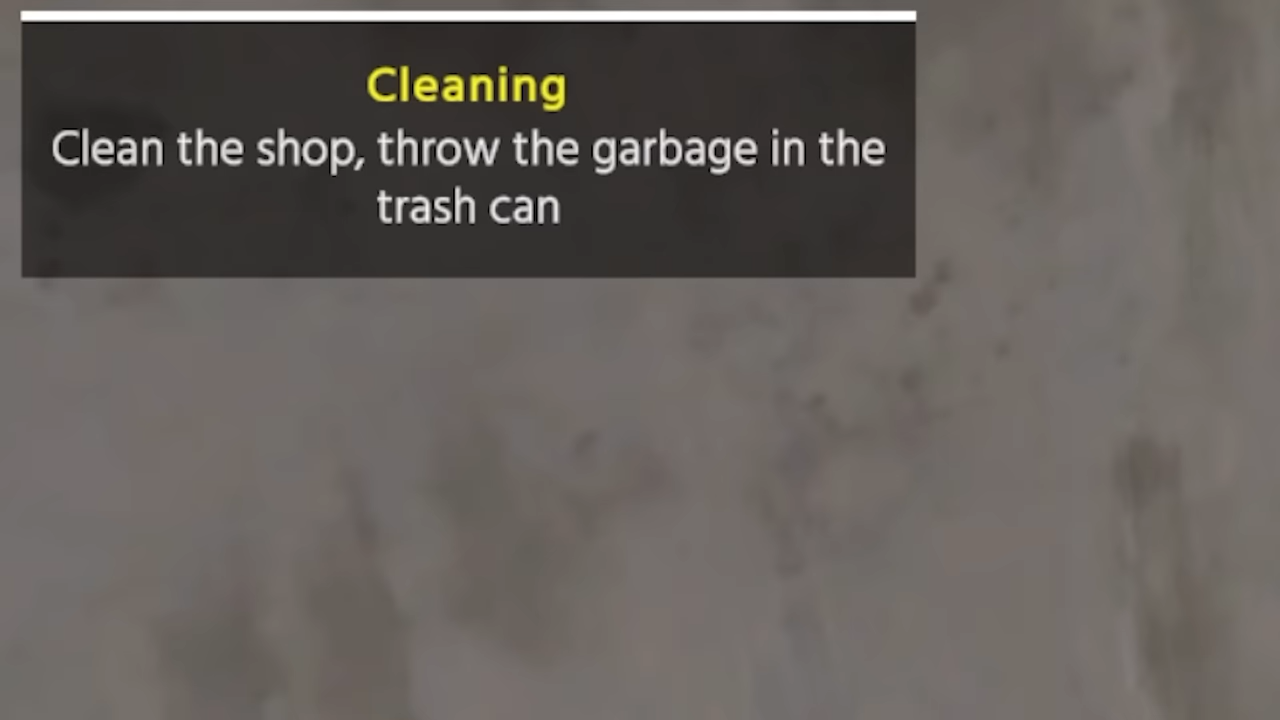 Cleaning
Clean the shop, throw the garbage in the
trash can